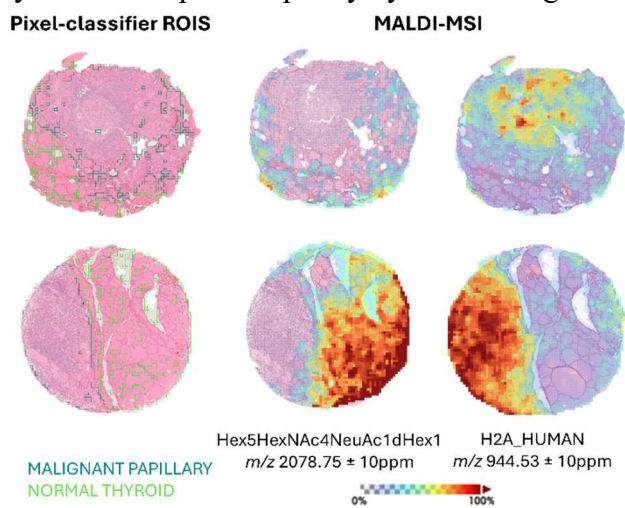 Pixel-classifier ROIS
MALDI-MSI
Hex5HexNAc4NeuAc1dHex1
m/z 2078.75 ± 10ppm
H2A_HUMAN
m/z 944.53 ± 10ppm
MALIGNANT PAPILLARY
NORMAL THYROID
0%
100%